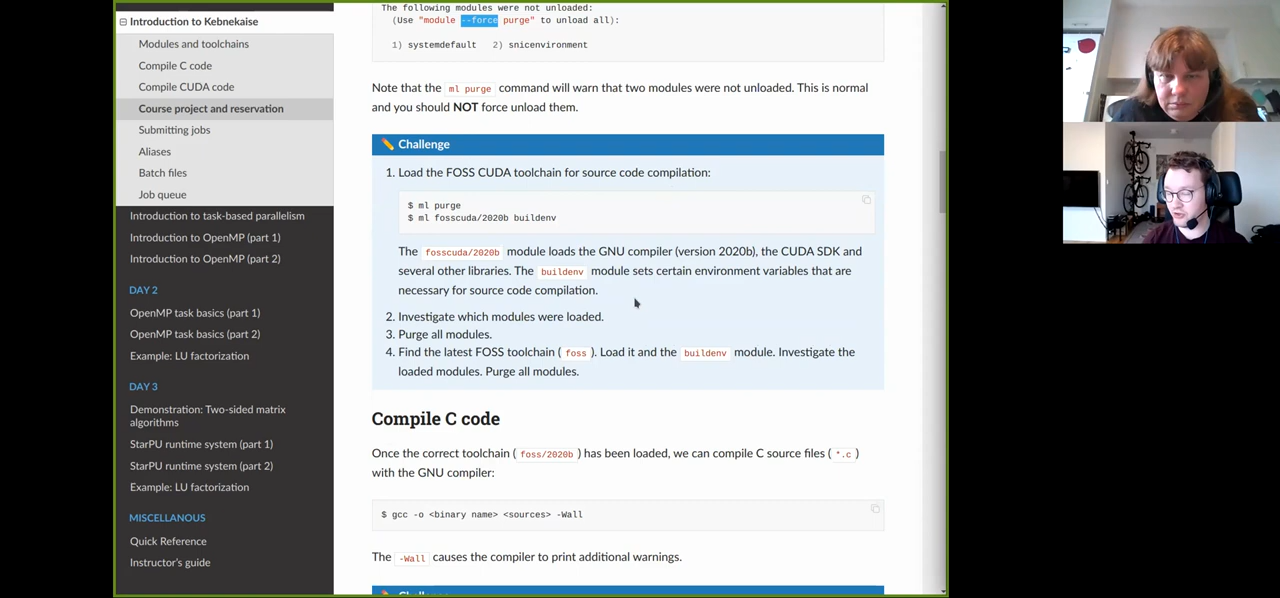 Introduction to Kebnekaise
Modules and toolchains
Compile C code
Compile CUDA code
Course project and reservation
Submitting jobs
Aliases
Batch files
Job queue
Introduction to task-based parallelism
Introduction to OpenMP (part 1)
Introduction to OpenMP (part 2)
DAY 2
OpenMP task basics (part 1)
OpenMP task basics (part 2)
Example: LU factorization
DAY 3
Demonstration: Two-sided matrix
algorithms
StarPU runtime system (part 1)
StarPU runtime system (part 2)
Example: LU factorization
MISCELLANOUS
Quick Reference
Instructor's guide
The following modules were not unloaded:
(Use "module --force purge" to unload all):
1) systemdefault 2) snicenvironment
Note that the ml purge command will warn that two modules were not unloaded. This is normal
and you should NOT force unload them.
Challenge
1. Load the FOSS CUDA toolchain for source code compilation:
$ ml purge
$ ml fosscuda/2020b buildenv
The fosscuda/2020b module loads the GNU compiler (version 2020b), the CUDA SDK and
several other libraries. The buildenv module sets certain environment variables that are
necessary for source code compilation.
2. Investigate which modules were loaded.
3. Purge all modules.
4. Find the latest FOSS toolchain ( foss ). Load it and the buildenv module. Investigate the
loaded modules. Purge all modules.
Compile C code
Once the correct toolchain ( foss/2020b ) has been loaded, we can compile C source files ( *.c )
with the GNU compiler:
$ gcc -o <binary name> <sources> -Wall
The -Wall causes the compiler to print additional warnings.
Challenge